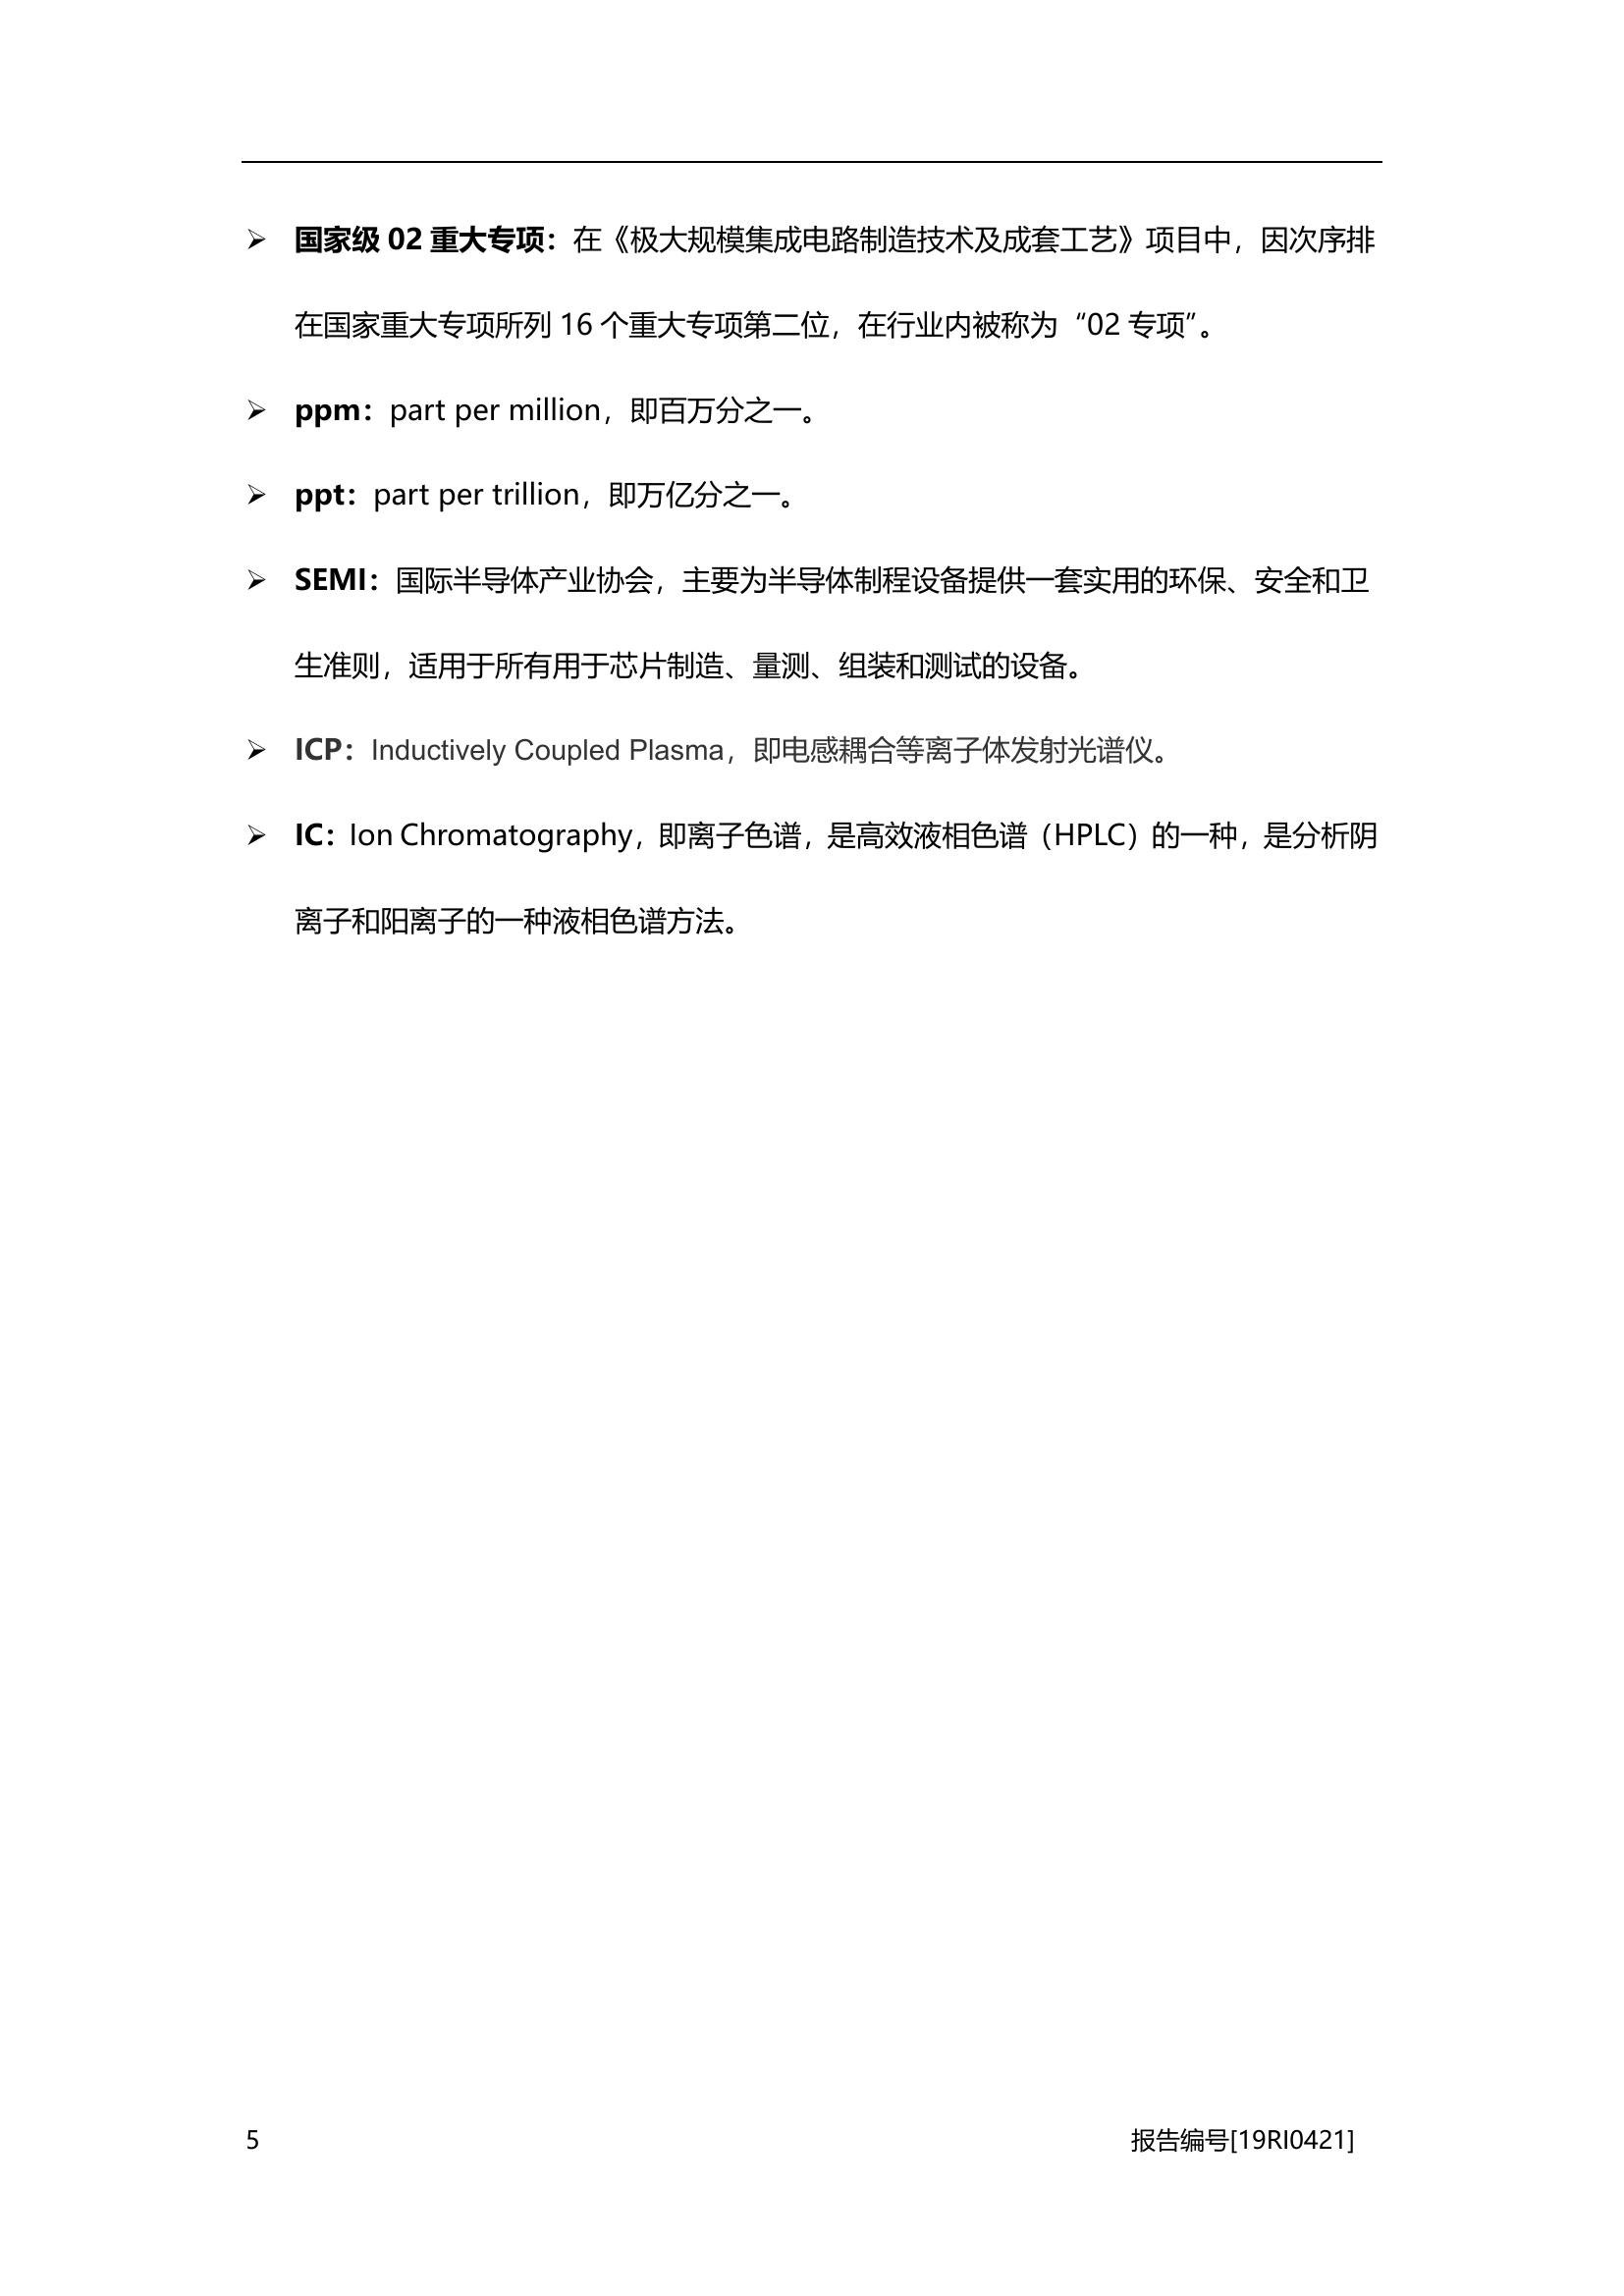 ➢ 国家级 02 重大专项：在《极大规模集成电路制造技术及成套工艺》项目中，因次序排
在国家重大专项所列 16 个重大专项第二位，在行业内被称为“02 专项”。
➢ ppm：part per million，即百万分之一。
➢ ppt：part per trillion，即万亿分之一。
➢ SEMI：国际半导体产业协会，主要为半导体制程设备提供一套实用的环保、安全和卫
生准则，适用于所有用于芯片制造、量测、组装和测试的设备。
➢ ICP：Inductively Coupled Plasma，即电感耦合等离子体发射光谱仪。
➢ IC：Ion Chromatography，即离子色谱，是高效液相色谱（HPLC）的一种，是分析阴
离子和阳离子的一种液相色谱方法。
5 报告编号[19RI0421]